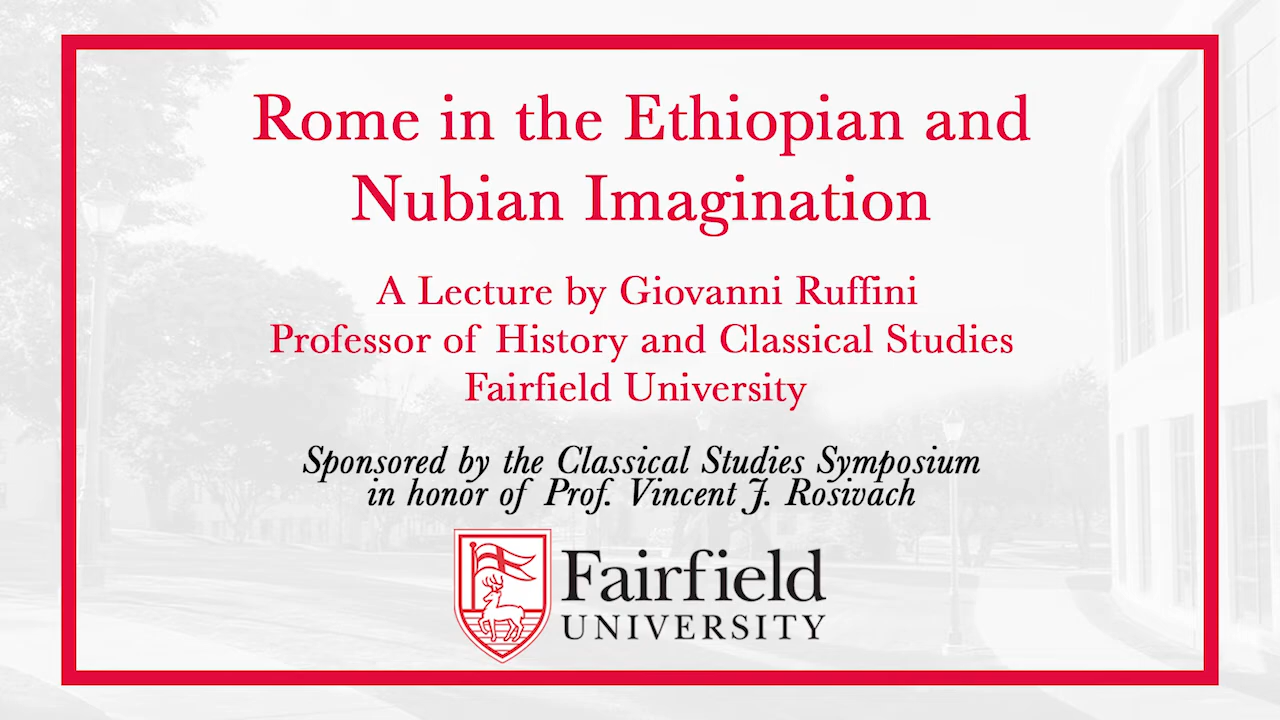 Rome in the Ethiopian and
Nubian Imagination
A Lecture by Giovanni Ruffini
Professor of History and Classical Studies
Fairfield University
Sponsored by the Classical Studies Symposium
in honor of Prof. Vincent J. Rosivach
Fairfield
UNIVERSITY